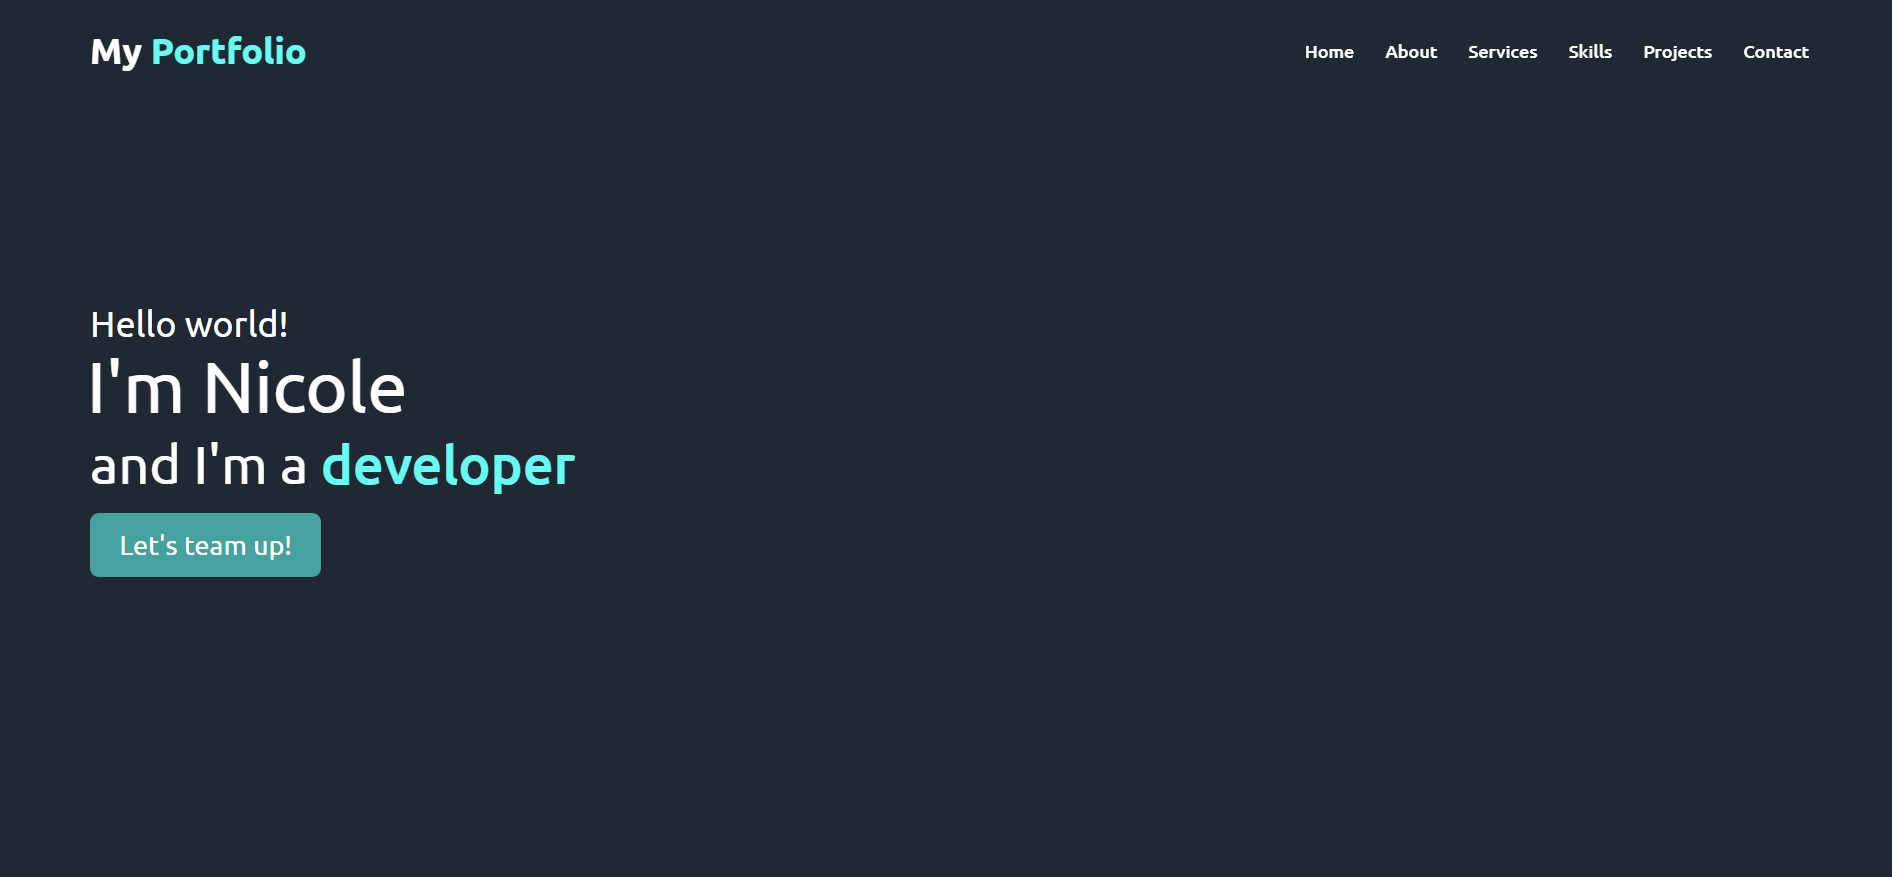 My Portfolio
Home About Services Skills Projects Contact
Hello world!
I'm Nicole
and I'm a developer
Let's team up!